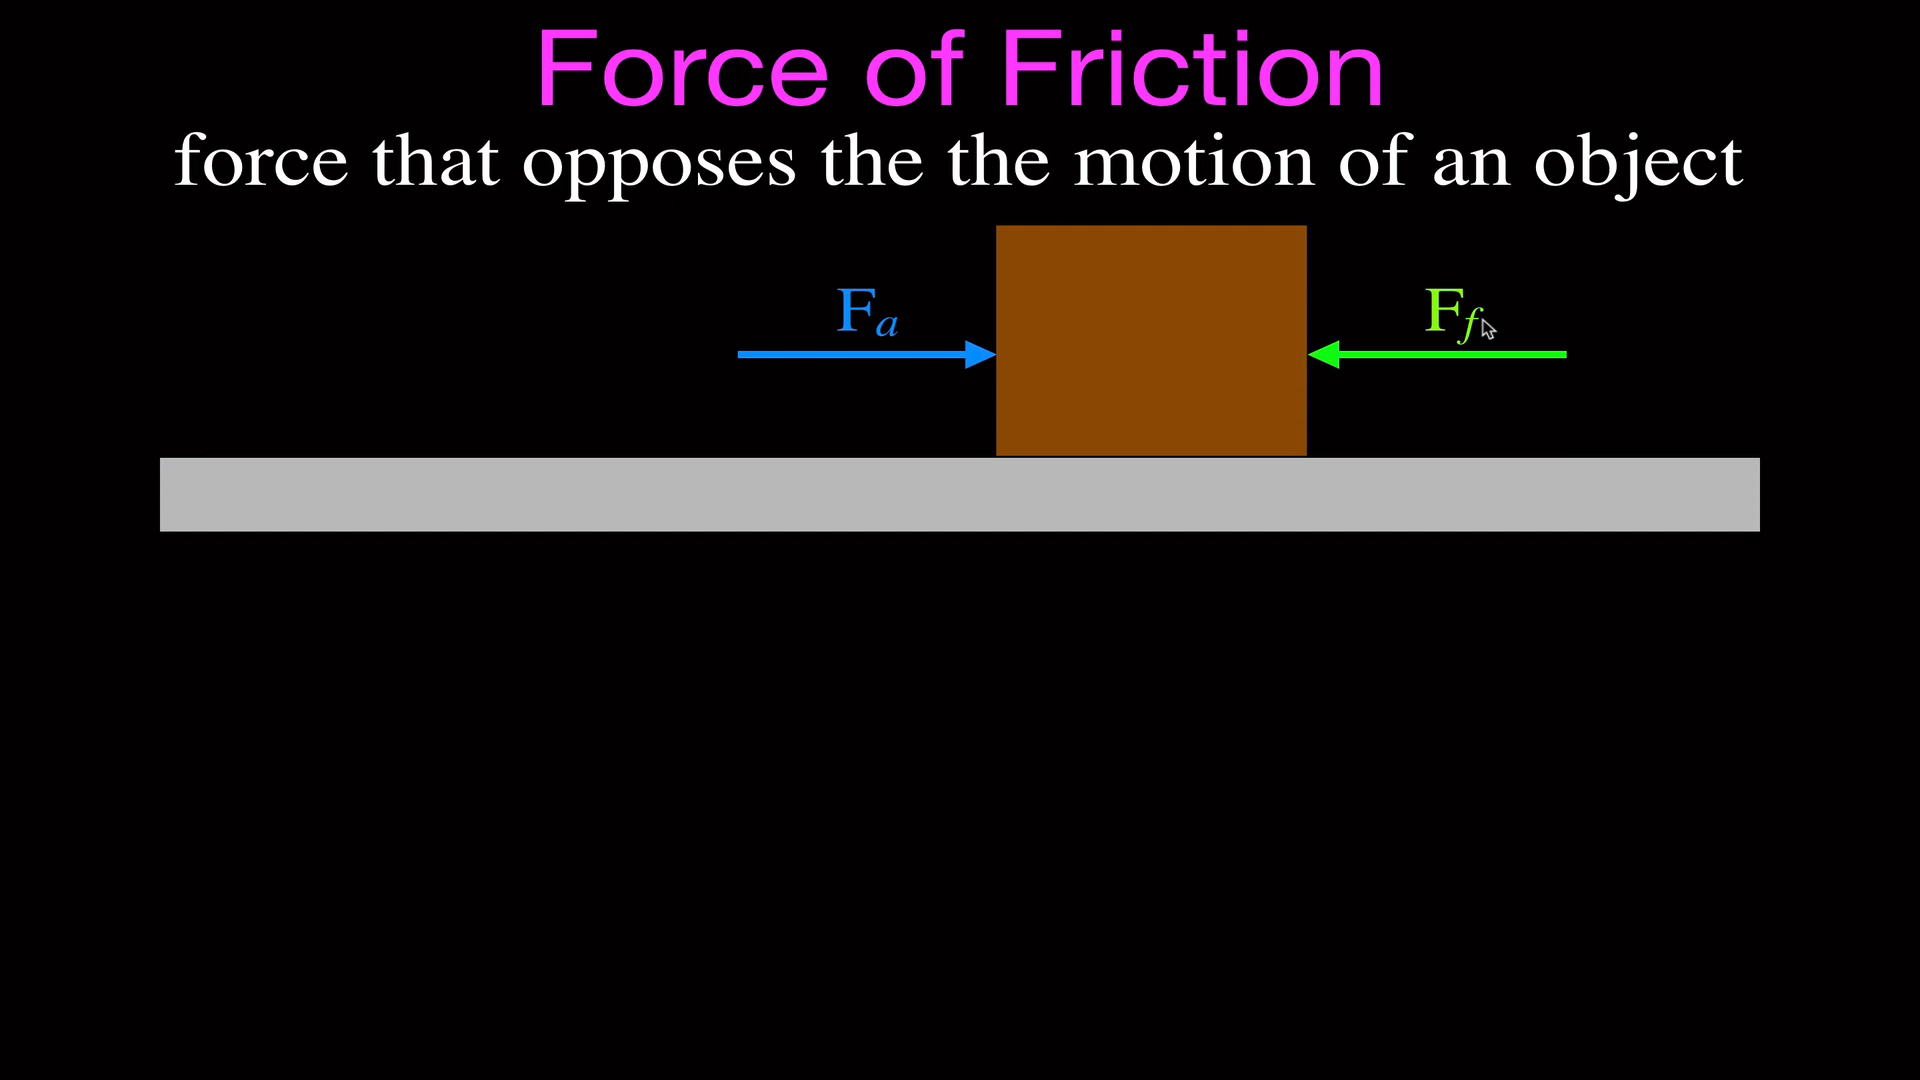 Force of Friction
force that opposes the the motion of an object
Fa Ff